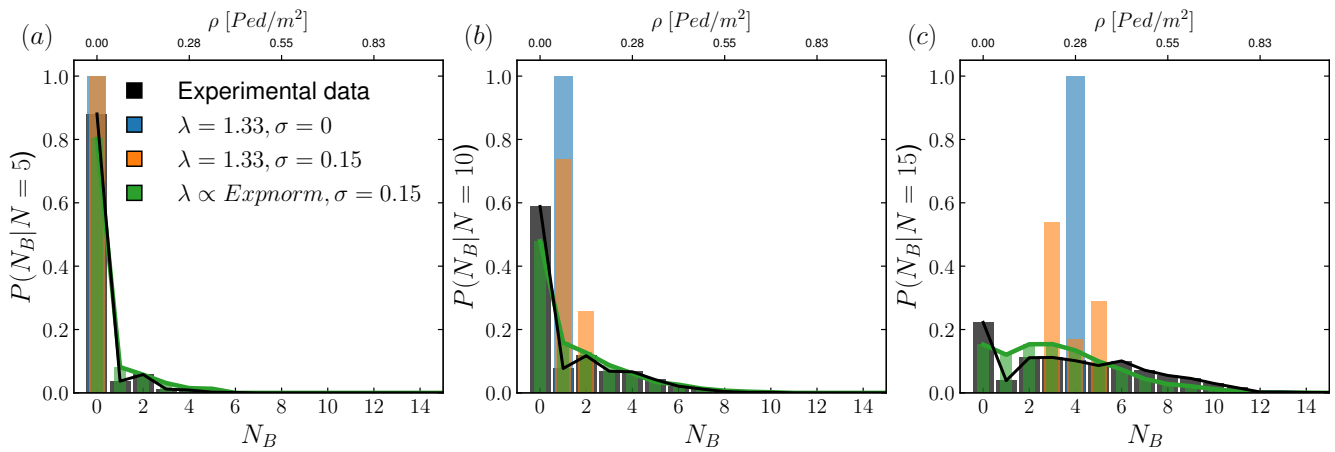 (a)
ρ [Ped/m²]
0.00 0.28 0.55 0.83
P(N_B|N = 5)
1.0
0.8
0.6
0.4
0.2
0.0
Experimental data
λ = 1.33, σ = 0
λ = 1.33, σ = 0.15
λ ∝ Expnorm, σ = 0.15
0 2 4 6 8 10 12 14
N_B
(b)
ρ [Ped/m²]
0.00 0.28 0.55 0.83
P(N_B|N = 10)
1.0
0.8
0.6
0.4
0.2
0.0
0 2 4 6 8 10 12 14
N_B
(c)
ρ [Ped/m²]
0.00 0.28 0.55 0.83
P(N_B|N = 15)
1.0
0.8
0.6
0.4
0.2
0.0
0 2 4 6 8 10 12 14
N_B